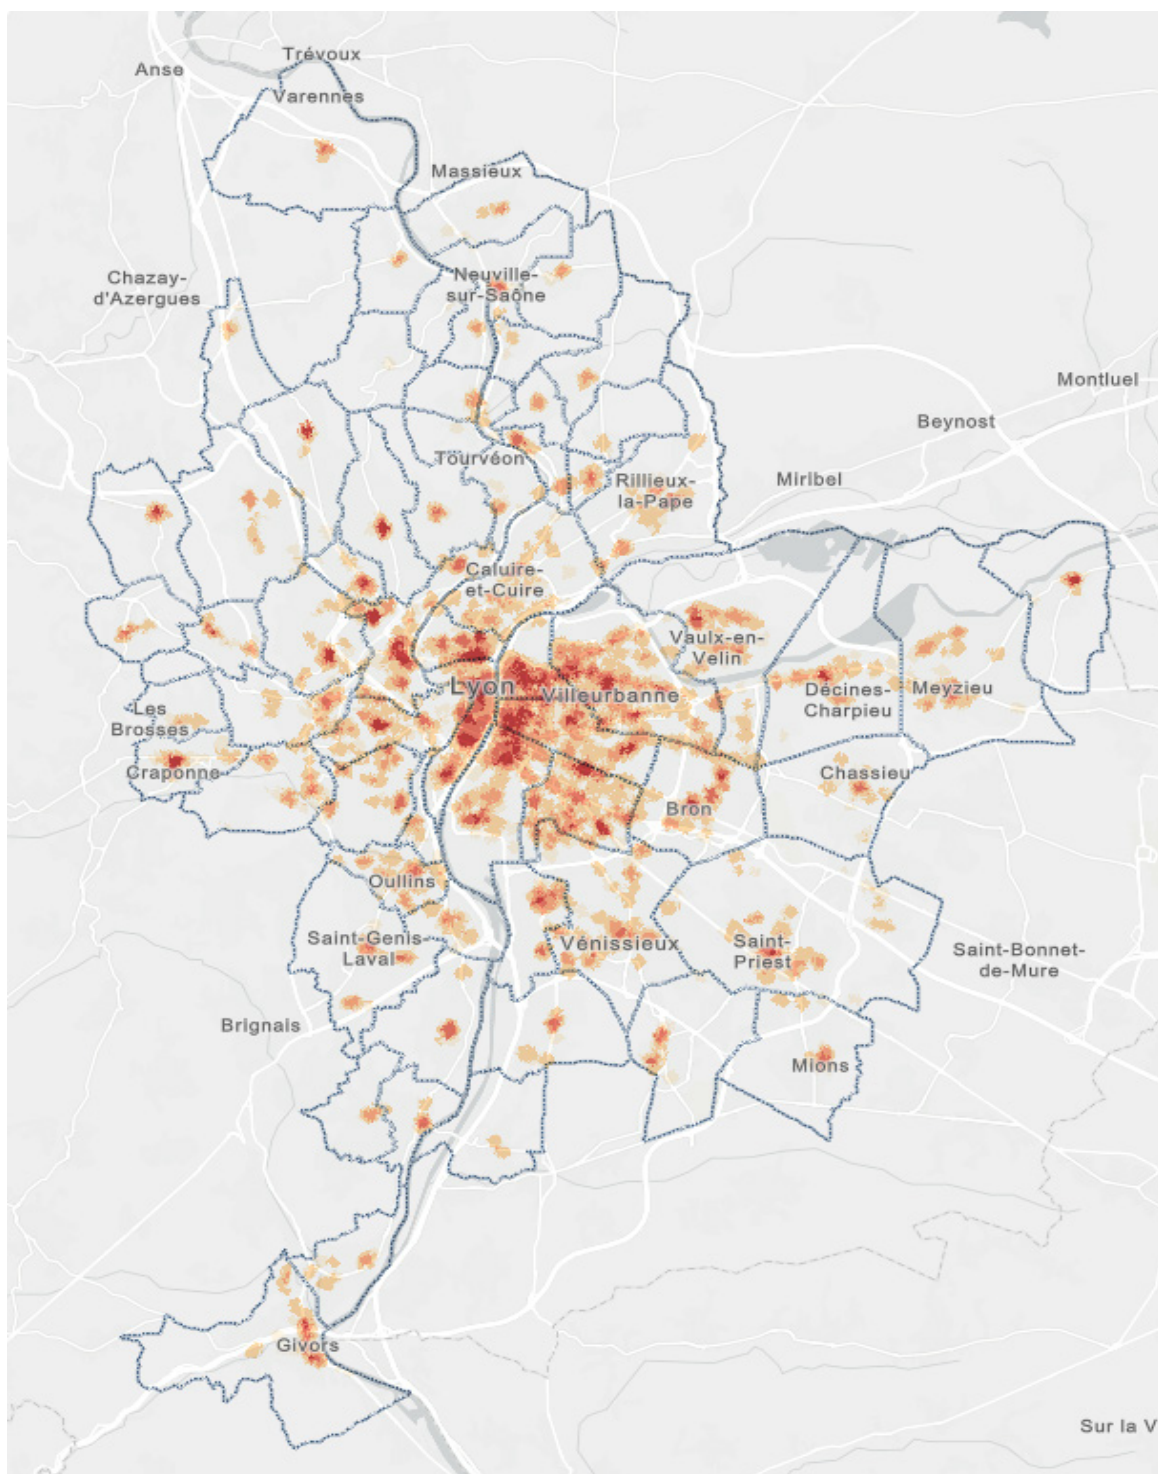 Trévoux
Anse
Varennes
Massieux
Chazay-
d'Azergues
Neuville-
sur-Saône
Montluel
Beynost
Tourvéon
Rillieux-
la-Pape
Miribel
Caluire-
et-Cuire
Vaulx-en-
Velin
Lyon
Villeurbanne
Décines-
Charpieu
Meyzieu
Les
Brosses
Craponne
Chassieu
Bron
Oullins
Saint-Genis-
Laval
Vénissieux
Saint-
Priest
Saint-Bonnet-
de-Mure
Brignais
Mions
Givors
Sur la V